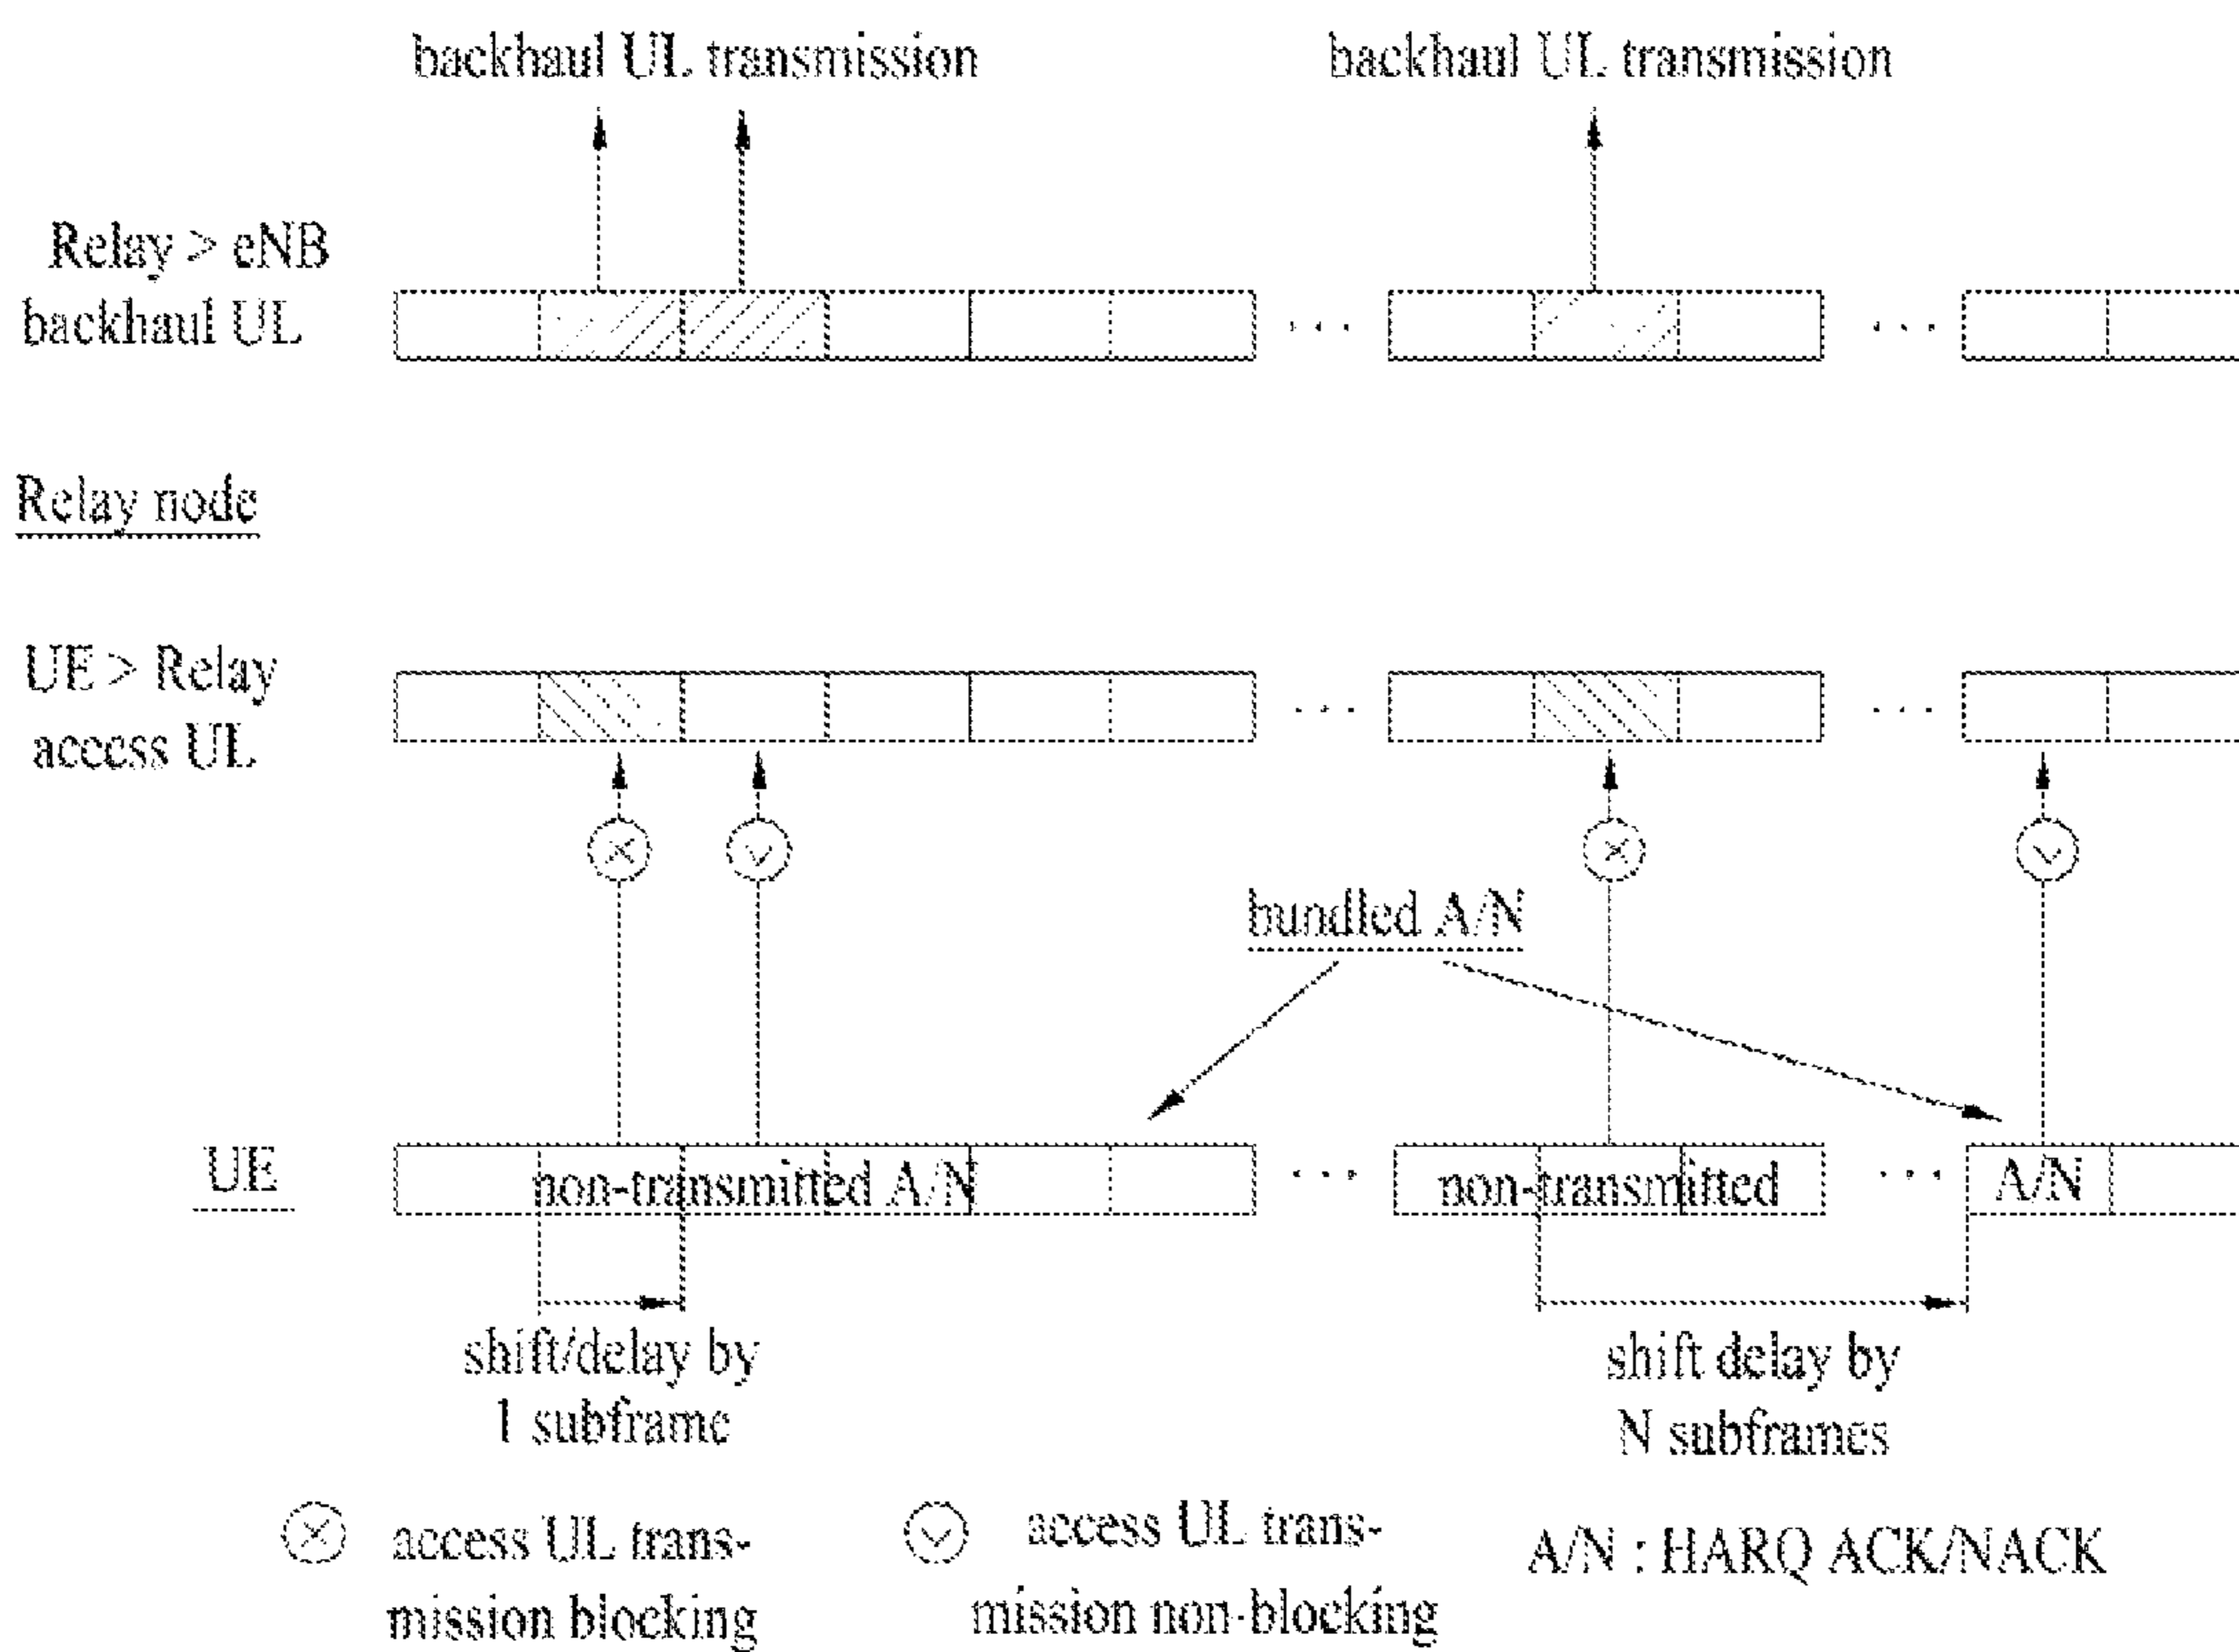 backhaul UL transmission
backhaul UL transmission
Relay > eNB
backhaul UL
Relay node
UE > Relay
access UL
bundled A/N
UE
non-transmitted A/N
non-transmitted
A/N
shift/delay by
1 subframe
shift delay by
N subframes
access UL trans-
mission blocking
access UL trans-
mission non-blocking
A/N : HARQ ACK/NACK